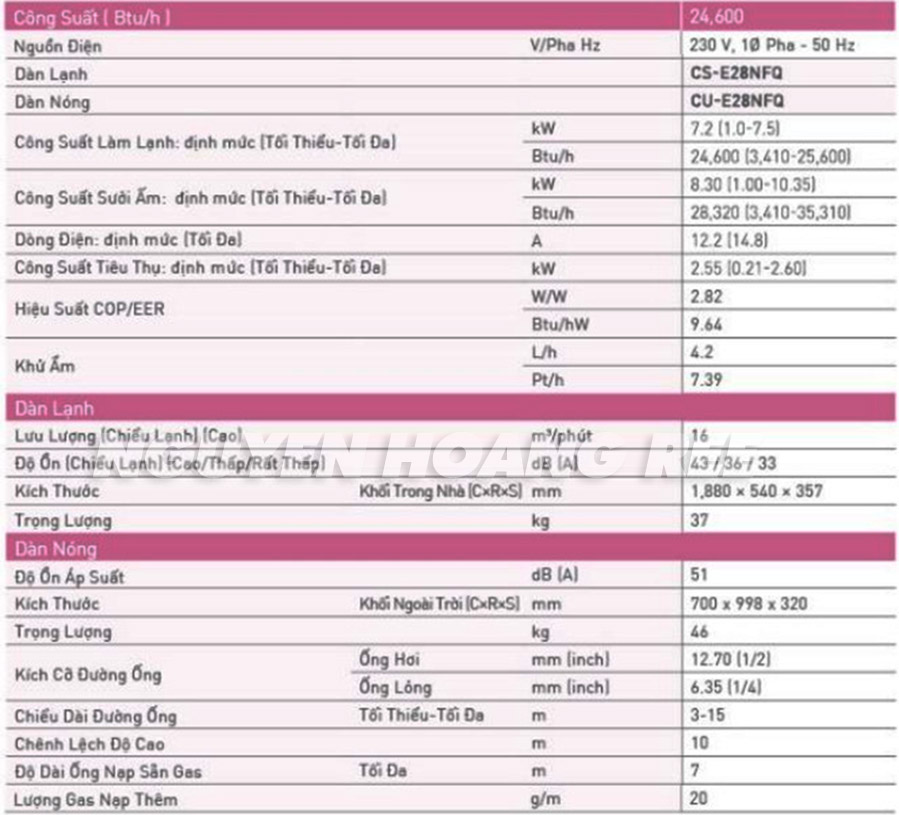 Công Suất ( Btu/h ) 24,600
Nguồn Điện V/Pha Hz 230 V, 1Ø Pha - 50 Hz
Dàn Lạnh CS-E28NFQ
Dàn Nóng CU-E28NFQ
Công Suất Làm Lạnh: định mức (Tối Thiểu-Tối Đa) kW 7.2 (1.0-7.5)
Btu/h 24,600 (3,410-25,600)
Công Suất Sưởi Ấm: định mức (Tối Thiểu-Tối Đa) kW 8.30 (1.00-10.35)
Btu/h 28,320 (3,410-35,310)
Dòng Điện: định mức (Tối Đa) A 12.2 (14.8)
Công Suất Tiêu Thụ: định mức (Tối Thiểu-Tối Đa) kW 2.55 (0.21-2.60)
Hiệu Suất COP/EER W/W 2.82
Btu/hW 9.64
Khử Ẩm L/h 4.2
Pt/h 7.39
Dàn Lạnh
Lưu Lượng (Chiều Lạnh) (Cao) m³/phút 16
Độ Ồn (Chiều Lạnh) (Cao/Thấp/Rất Thấp) dB (A) 43 / 36 / 33
NGUYEN HOANG REE
Kích Thước Khối Trong Nhà (C×R×S) mm 1,880 × 540 × 357
Trọng Lượng kg 37
Dàn Nóng
Độ Ồn Áp Suất dB (A) 51
Kích Thước Khối Ngoài Trời (C×R×S) mm 700 x 998 x 320
Trọng Lượng kg 46
Kích Cỡ Đường Ống Ống Hơi mm (inch) 12.70 (1/2)
Ống Lỏng mm (inch) 6.35 (1/4)
Chiều Dài Đường Ống Tối Thiểu-Tối Đa m 3-15
Chênh Lệch Độ Cao m 10
Độ Dài Ống Nạp Sẵn Gas Tối Đa m 7
Lượng Gas Nạp Thêm g/m 20